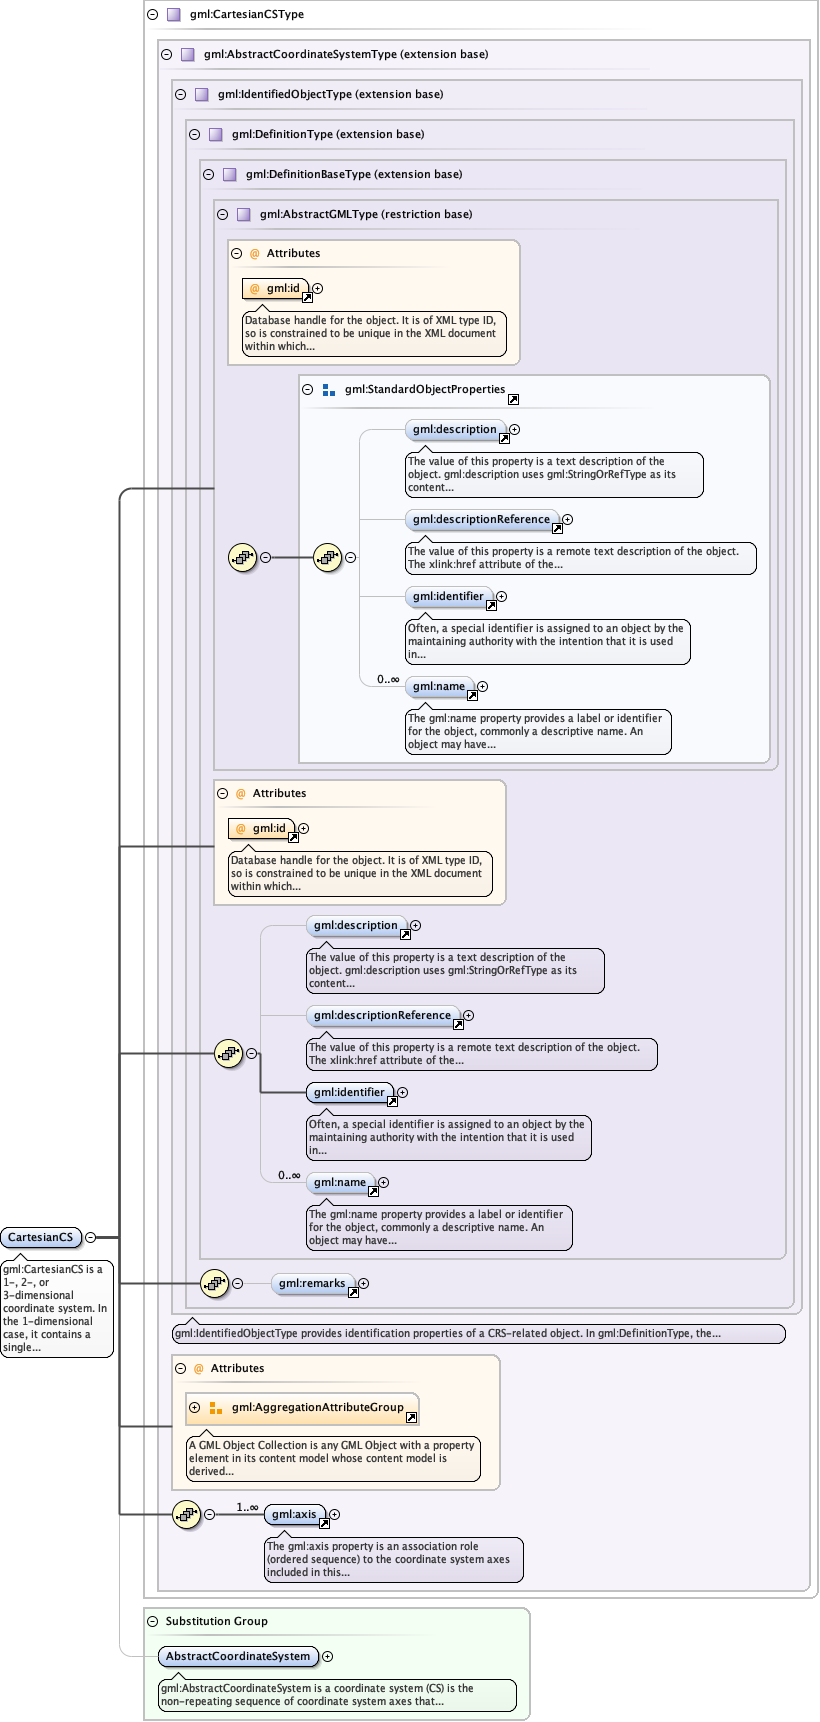 gml:CartesianCSType
gml:AbstractCoordinateSystemType (extension base)
gml:IdentifiedObjectType (extension base)
gml:DefinitionType (extension base)
gml:DefinitionBaseType (extension base)
gml:AbstractGMLType (restriction base)
@ Attributes
@ gml:id
Database handle for the object. It is of XML type ID,
so is constrained to be unique in the XML document
within which...
gml:StandardObjectProperties
gml:description
The value of this property is a text description of the
object. gml:description uses gml:StringOrRefType as its
content...
gml:descriptionReference
The value of this property is a remote text description of the object.
The xlink:href attribute of the...
gml:identifier
Often, a special identifier is assigned to an object by the
maintaining authority with the intention that it is used
in...
0..∞
gml:name
The gml:name property provides a label or identifier
for the object, commonly a descriptive name. An
object may have...
@ Attributes
@ gml:id
Database handle for the object. It is of XML type ID,
so is constrained to be unique in the XML document
within which...
gml:description
The value of this property is a text description of the
object. gml:description uses gml:StringOrRefType as its
content...
gml:descriptionReference
The value of this property is a remote text description of the object.
The xlink:href attribute of the...
gml:identifier
Often, a special identifier is assigned to an object by the
maintaining authority with the intention that it is used
in...
0..∞
gml:name
The gml:name property provides a label or identifier
for the object, commonly a descriptive name. An
object may have...
CartesianCS
gml:CartesianCS is a
1-, 2-, or
3-dimensional
coordinate system. In
the 1-dimensional
case, it contains a
single...
gml:remarks
gml:IdentifiedObjectType provides identification properties of a CRS-related object. In gml:DefinitionType, the...
@ Attributes
gml:AggregationAttributeGroup
A GML Object Collection is any GML Object with a property
element in its content model whose content model is
derived...
1..∞
gml:axis
The gml:axis property is an association role
(ordered sequence) to the coordinate system axes
included in this...
Substitution Group
AbstractCoordinateSystem
gml:AbstractCoordinateSystem is a coordinate system (CS) is the
non-repeating sequence of coordinate system axes that...